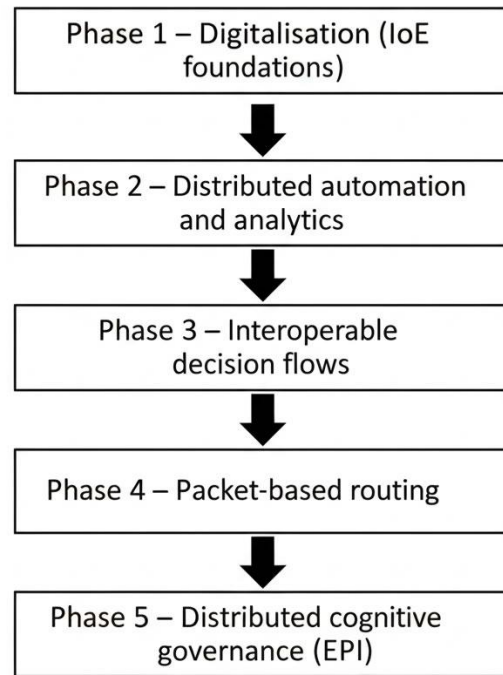 Phase 1 – Digitalisation (IoE
foundations)
Phase 2 – Distributed automation
and analytics
Phase 3 – Interoperable
decision flows
Phase 4 – Packet-based routing
Phase 5 – Distributed cognitive
governance (EPI)